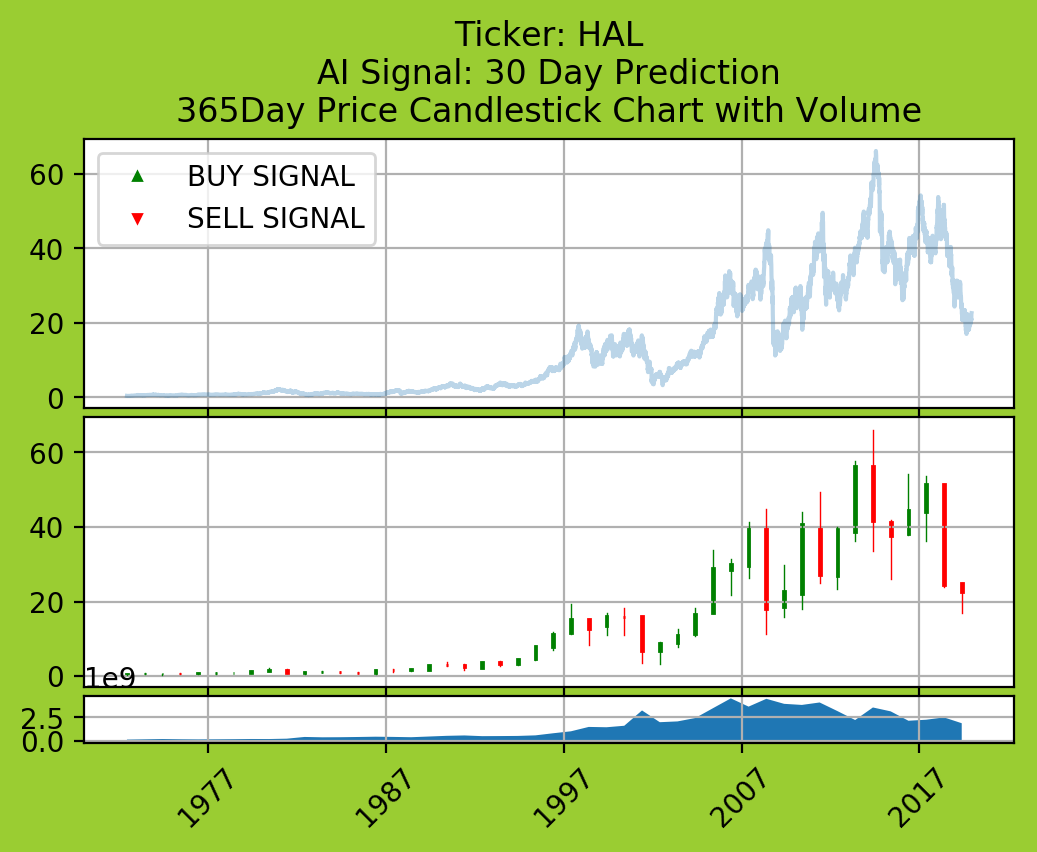 Ticker: HAL
AI Signal: 30 Day Prediction
365Day Price Candlestick Chart with Volume
60
40
20
0
BUY SIGNAL
SELL SIGNAL
60
40
20
0
1e9
2.5
0.0
1977
1987
1997
2007
2017